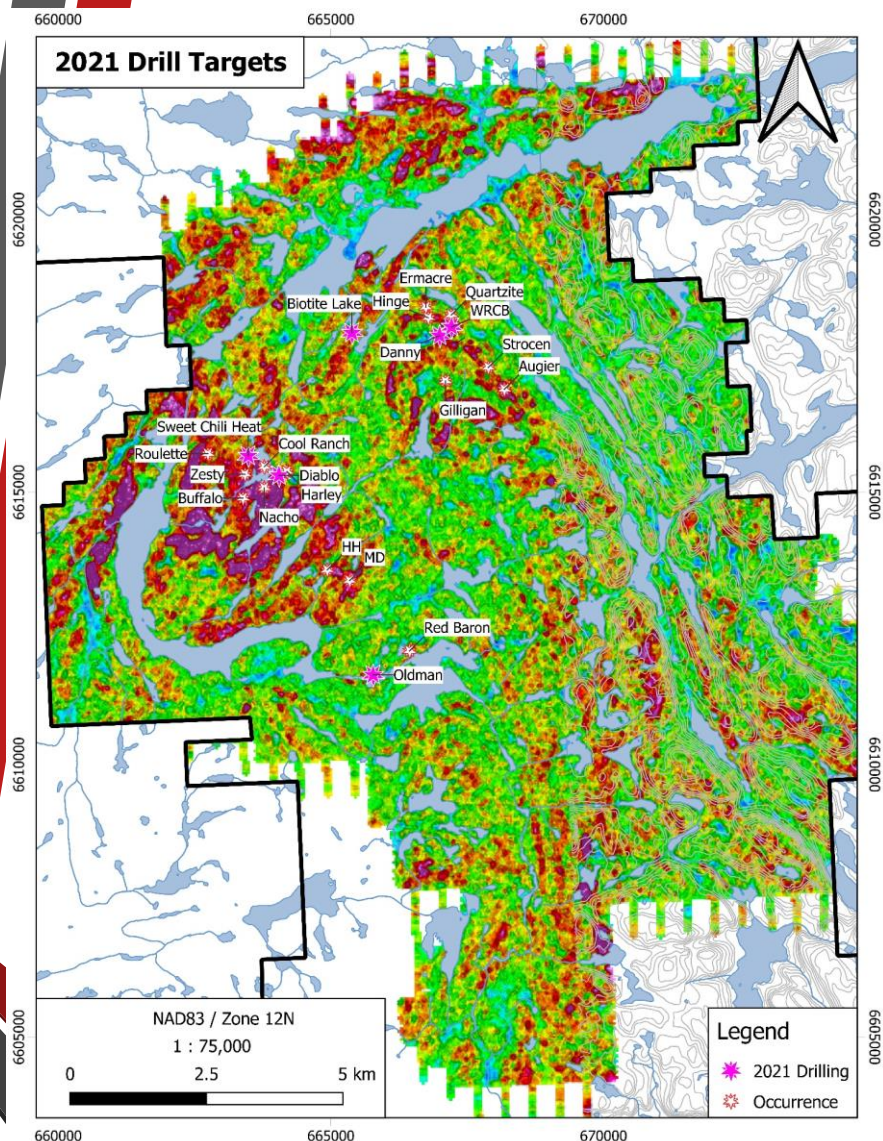 660000
665000
670000
2021 Drill Targets
6620000
6620000
Ermacre
Quartzite
Biotite Lake
Hinge
WRCB
Danny
Strocen
Augier
Gilligan
Sweet Chili Heat
Cool Ranch
Roulette
Zesty
Diablo
Buffalo
Harley
Nacho
6615000
6615000
HH
MD
Red Baron
Oldman
6610000
6610000
NAD83 / Zone 12N
1 : 75,000
0 2.5 5 km
Legend
2021 Drilling
Occurrence
6605000
6605000
660000
665000
670000